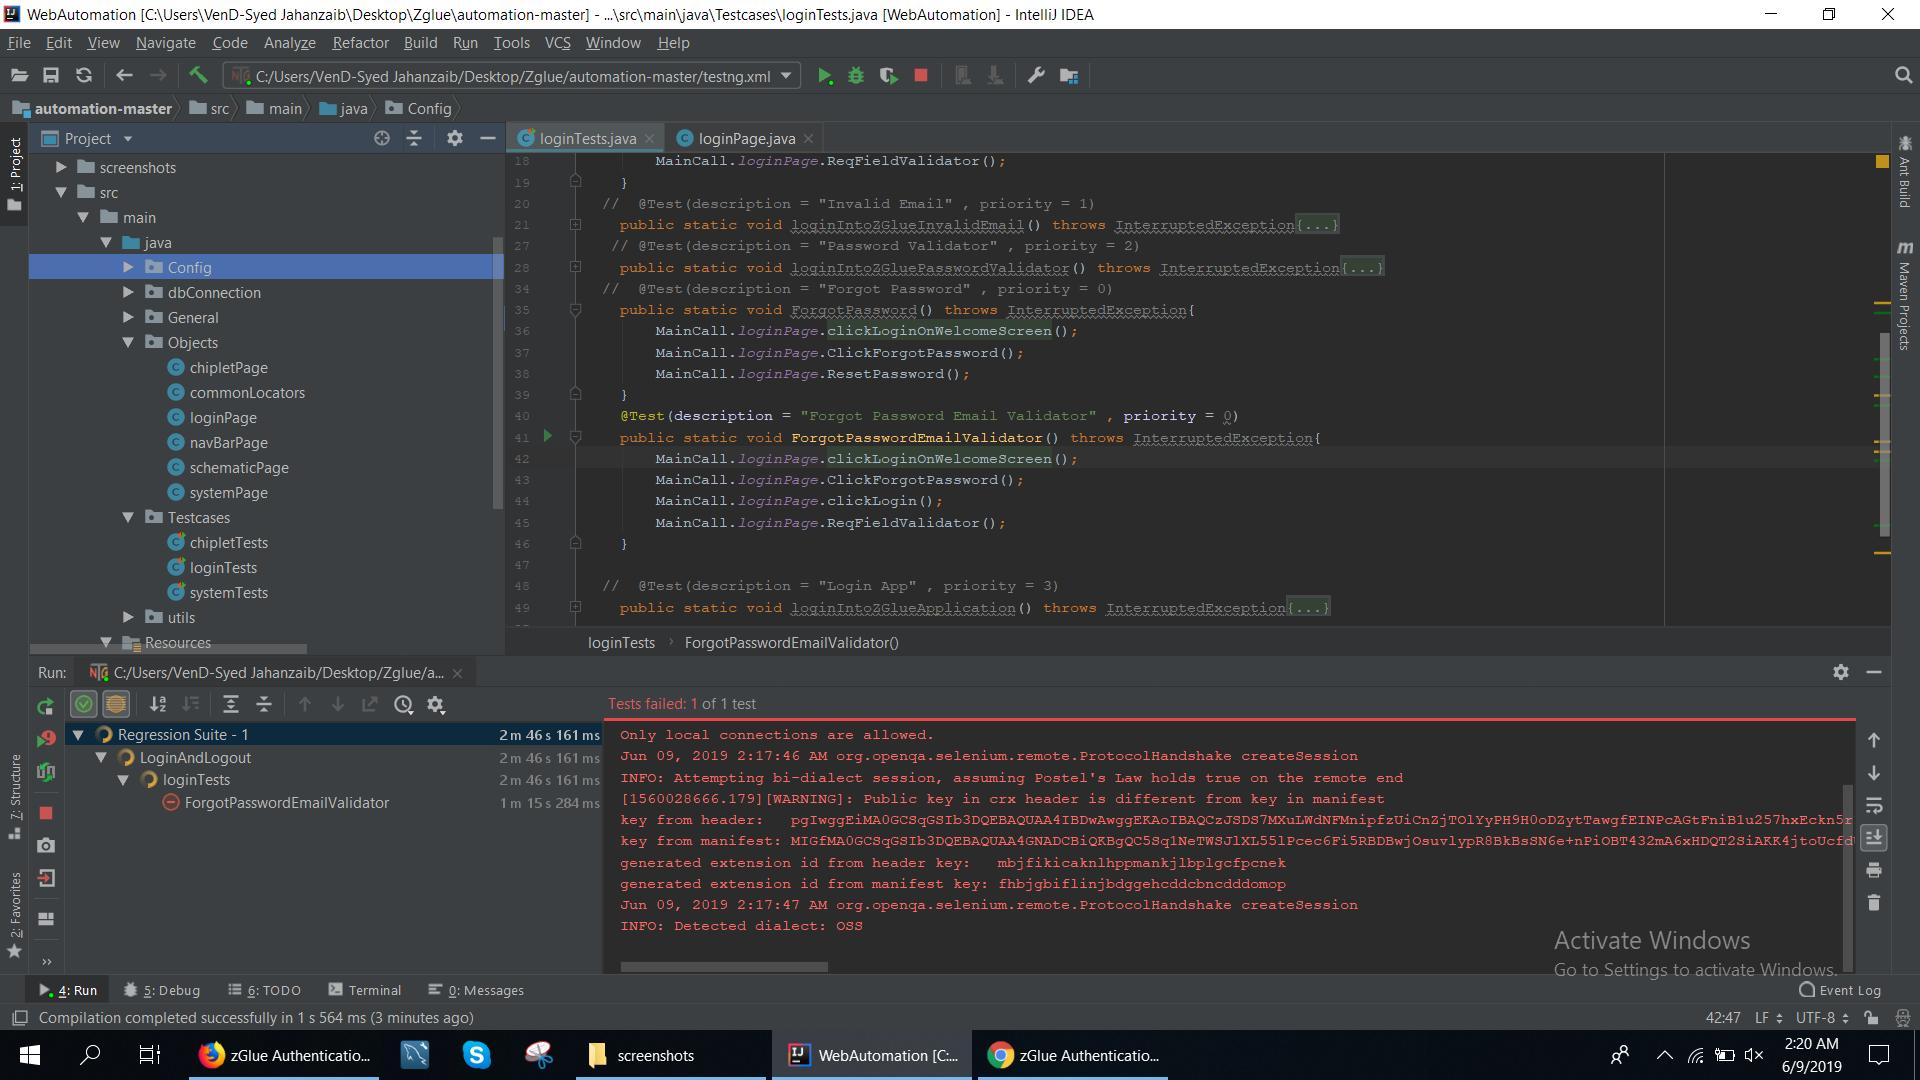 WebAutomation [C:\Users\VenD-Syed Jahanzaib\Desktop\Zglue\automation-master] - ...\src\main\java\Testcases\loginTests.java [WebAutomation] - IntelliJ IDEA
File Edit View Navigate Code Analyze Refactor Build Run Tools VCS Window Help
C:/Users/VenD-Syed Jahanzaib/Desktop/Zglue/automation-master/testng.xml
automation-master src main java Config
1: Project
Project
screenshots
src
main
java
Config
dbConnection
General
Objects
chipletPage
commonLocators
loginPage
navBarPage
schematicPage
systemPage
Testcases
chipletTests
loginTests
systemTests
utils
Resources
loginTests.java loginPage.java
18 MainCall.loginPage.ReqFieldValidator();
19 }
20 // @Test(description = "Invalid Email" , priority = 1)
21 public static void loginIntoZGlueInvalidEmail() throws InterruptedException{...}
27 // @Test(description = "Password Validator" , priority = 2)
28 public static void loginIntoZGluePasswordValidator() throws InterruptedException{...}
34 // @Test(description = "Forgot Password" , priority = 0)
35 public static void ForgotPassword() throws InterruptedException{
36 MainCall.loginPage.clickLoginOnWelcomeScreen();
37 MainCall.loginPage.ClickForgotPassword();
38 MainCall.loginPage.ResetPassword();
39 }
40 @Test(description = "Forgot Password Email Validator" , priority = 0)
41 public static void ForgotPasswordEmailValidator() throws InterruptedException{
42 MainCall.loginPage.clickLoginOnWelcomeScreen();
43 MainCall.loginPage.ClickForgotPassword();
44 MainCall.loginPage.clickLogin();
45 MainCall.loginPage.ReqFieldValidator();
46 }
47
48 // @Test(description = "Login App" , priority = 3)
49 public static void loginIntoZGlueApplication() throws InterruptedException{...}
loginTests ForgotPasswordEmailValidator()
Ant Build
m Maven Projects
Run: C:/Users/VenD-Syed Jahanzaib/Desktop/Zglue/a...
Tests failed: 1 of 1 test
Regression Suite - 1 2 m 46 s 161 ms
LoginAndLogout 2 m 46 s 161 ms
loginTests 2 m 46 s 161 ms
ForgotPasswordEmailValidator 1 m 15 s 284 ms
Only local connections are allowed.
Jun 09, 2019 2:17:46 AM org.openqa.selenium.remote.ProtocolHandshake createSession
INFO: Attempting bi-dialect session, assuming Postel's Law holds true on the remote end
[1560028666.179][WARNING]: Public key in crx header is different from key in manifest
key from header:
key from manifest:
generated extension id from header key: mbjfikicaknlhppmankjlbplgcfpcnek
generated extension id from manifest key: fhbjgbiflinjbdggehcddcbncdddomop
Jun 09, 2019 2:17:47 AM org.openqa.selenium.remote.ProtocolHandshake createSession
INFO: Detected dialect: OSS
7: Structure
2: Favorites
Activate Windows
Go to Settings to activate Windows.
4: Run 5: Debug 6: TODO Terminal 0: Messages Event Log
Compilation completed successfully in 1 s 564 ms (3 minutes ago) 42:47 LF UTF-8
zGlue Authenticatio... screenshots WebAutomation [C:... zGlue Authenticatio... 2:20 AM
6/9/2019